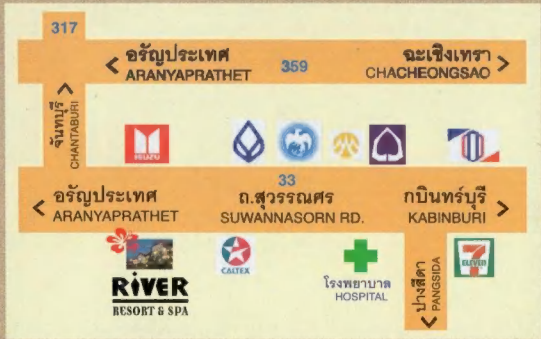 317
อรัญประเทศ
ARANYAPRATHET
359
ฉะเชิงเทรา
CHACHEONGSAO
จันทบุรี
CHANTABURI
ISUZU
33
อรัญประเทศ
ARANYAPRATHET
ถ.สุวรรณศร
SUWANNASORN RD.
กบินทร์บุรี
KABINBURI
RiVER
RESORT & SPA
CALTEX
โรงพยาบาล
HOSPITAL
ปางสีดา
PANGSIDA
7
ELEVEN